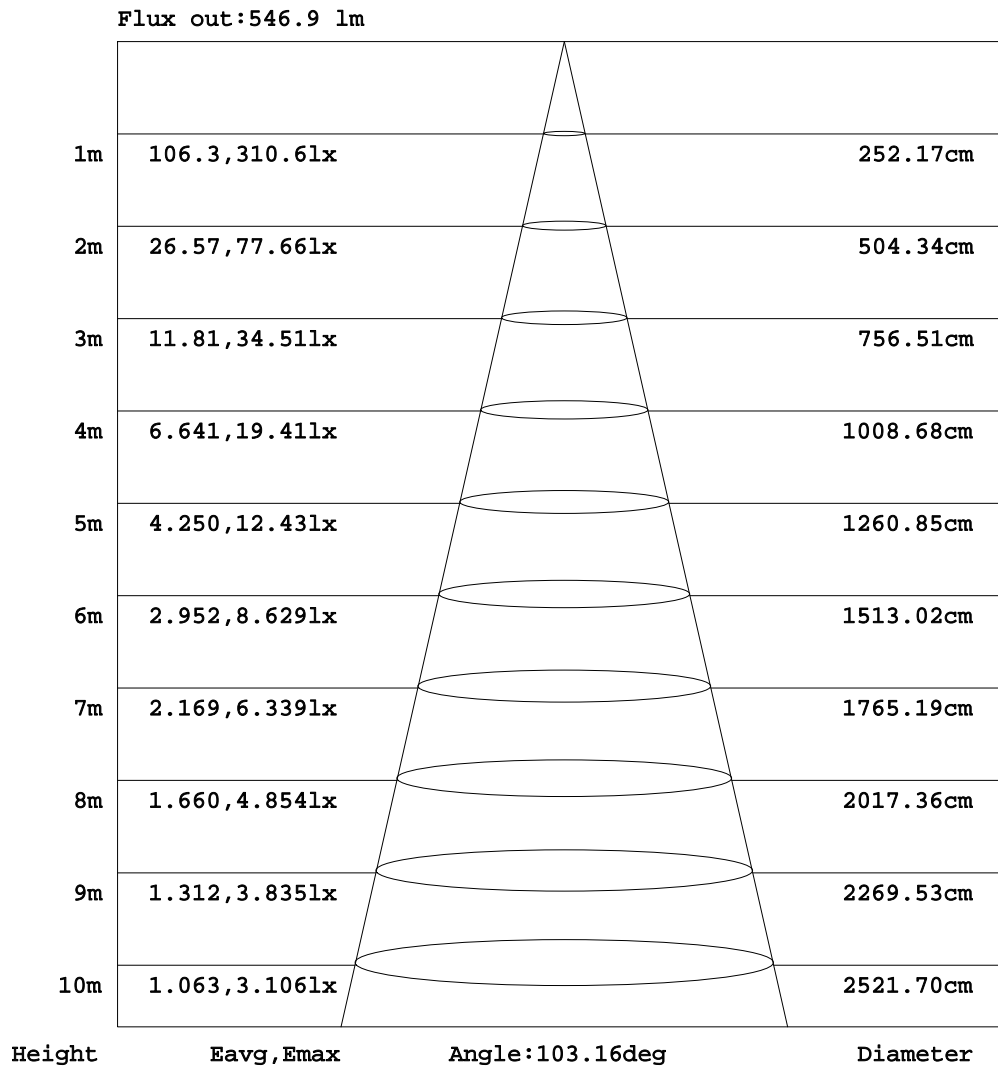 Flux out:546.9 lm
1m 106.3,310.6lx 252.17cm
2m 26.57,77.66lx 504.34cm
3m 11.81,34.51lx 756.51cm
4m 6.641,19.41lx 1008.68cm
5m 4.250,12.43lx 1260.85cm
6m 2.952,8.629lx 1513.02cm
7m 2.169,6.339lx 1765.19cm
8m 1.660,4.854lx 2017.36cm
9m 1.312,3.835lx 2269.53cm
10m 1.063,3.106lx 2521.70cm
Height Eavg,Emax Angle:103.16deg Diameter